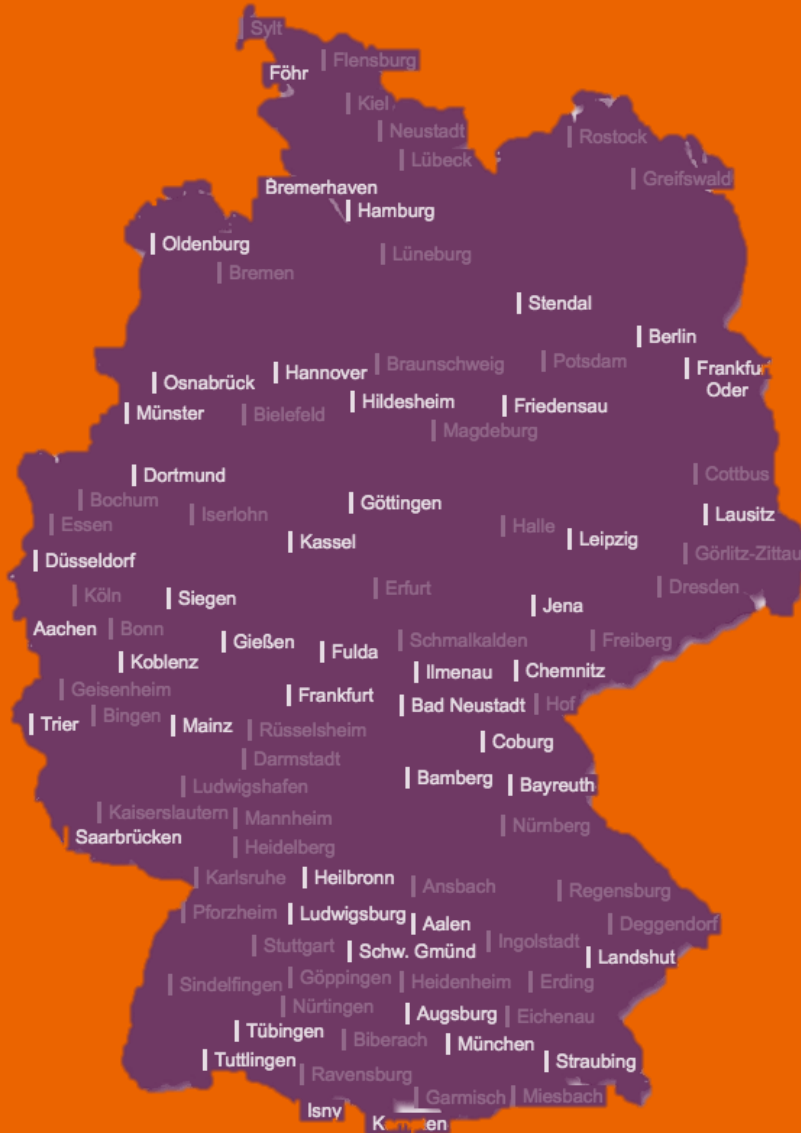 Sylt
Flensburg
Föhr
Kiel
Neustadt
Rostock
Lübeck
Greifswald
Bremerhaven
Hamburg
Oldenburg
Lüneburg
Bremen
Stendal
Berlin
Braunschweig
Potsdam
Hannover
Frankfur
Oder
Osnabrück
Hildesheim
Friedensau
Münster
Bielefeld
Magdeburg
Dortmund
Cottbus
Bochum
Göttingen
Iserlohn
Lausitz
Essen
Halle
Kassel
Leipzig
Görlitz-Zittau
Düsseldorf
Erfurt
Dresden
Köln
Siegen
Jena
Aachen
Bonn
Gießen
Schmalkalden
Freiberg
Fulda
Koblenz
Ilmenau
Chemnitz
Geisenheim
Frankfurt
Bad Neustadt
Hof
Bingen
Trier
Mainz
Rüsselsheim
Coburg
Darmstadt
Bamberg
Bayreuth
Ludwigshafen
Kaiserslautern
Mannheim
Nürnberg
Saarbrücken
Heidelberg
Karlsruhe
Heilbronn
Ansbach
Regensburg
Pforzheim
Ludwigsburg
Aalen
Deggendorf
Stuttgart
Schw. Gmünd
Ingolstadt
Landshut
Sindelfingen
Göppingen
Heidenheim
Erding
Nürtingen
Augsburg
Eichenau
Tübingen
Biberach
München
Tuttlingen
Straubing
Ravensburg
Garmisch
Miesbach
Isny